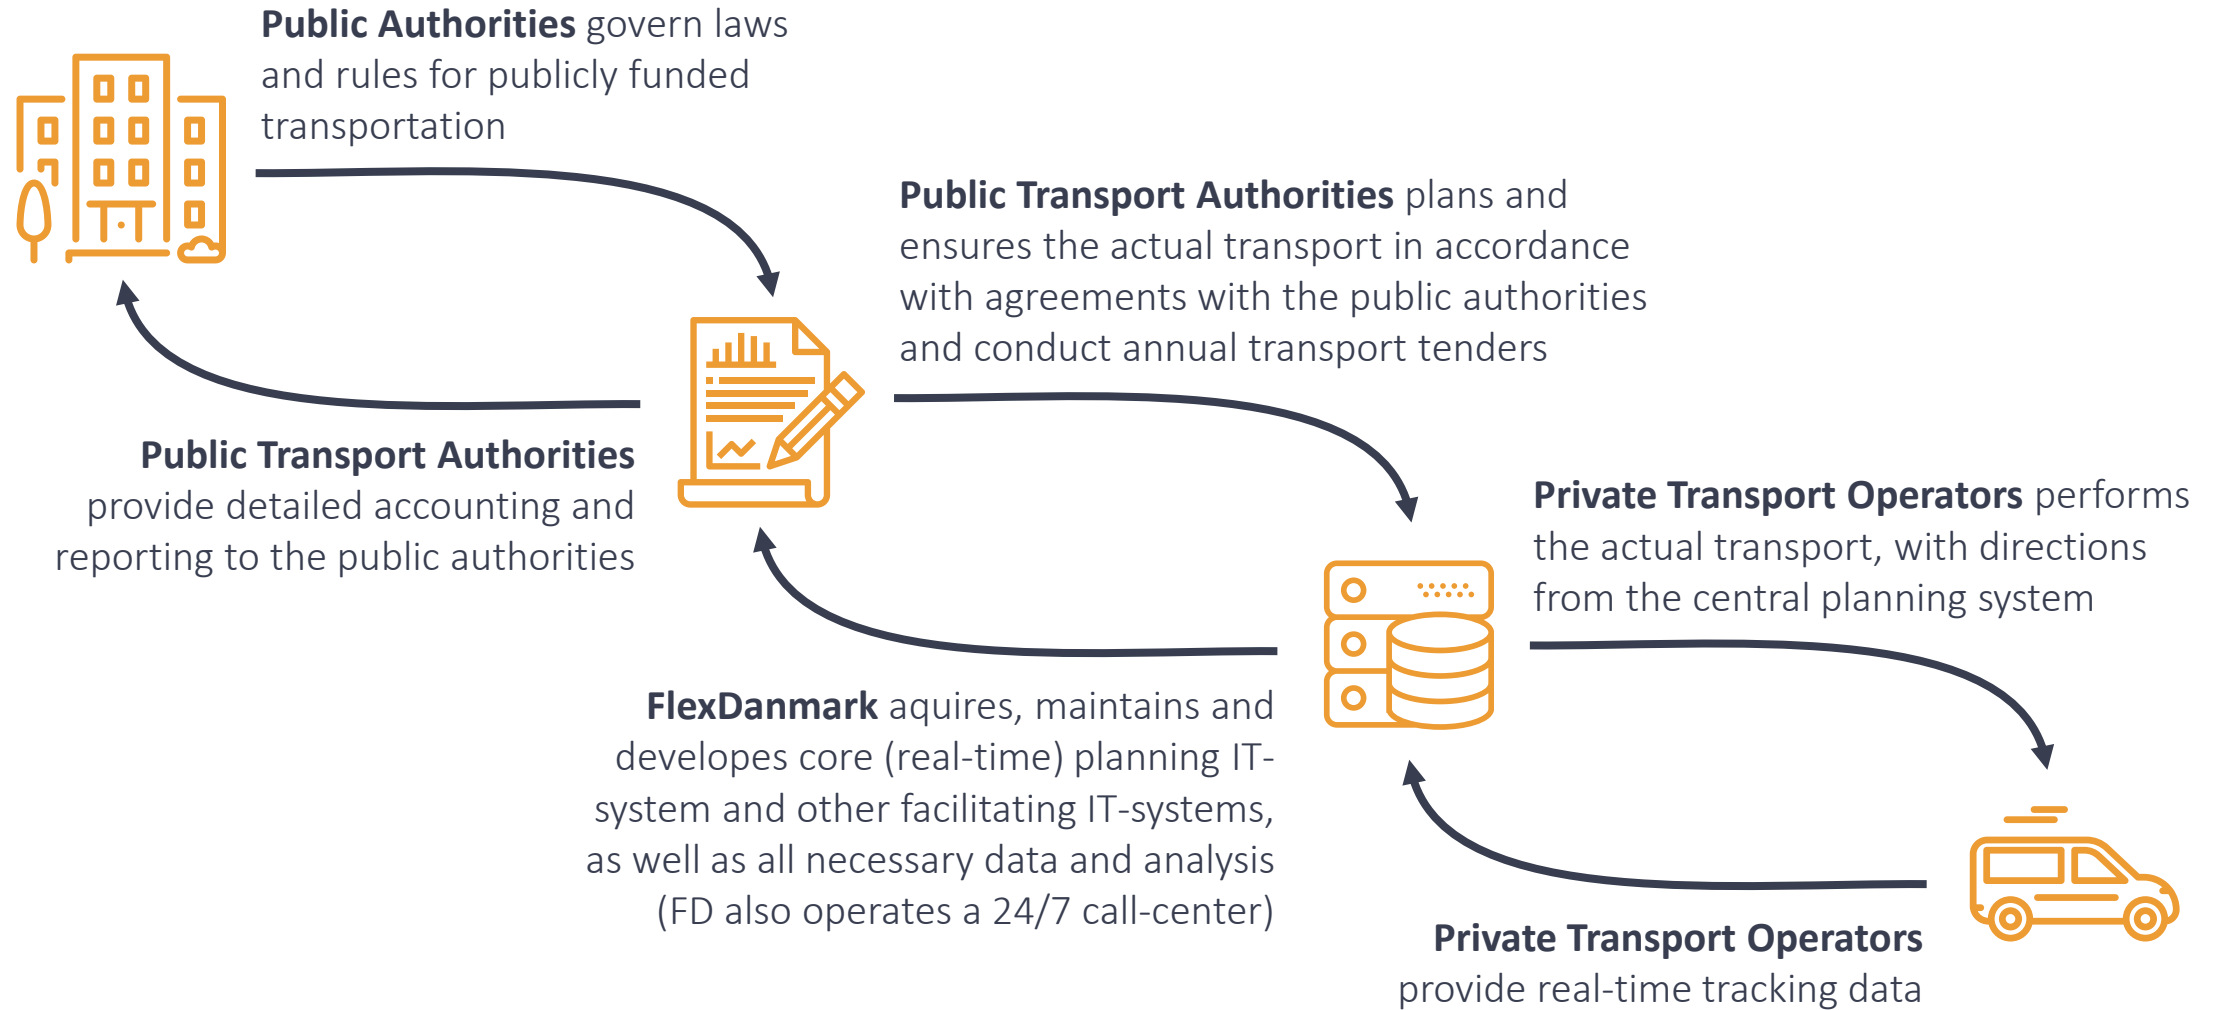 Public Authorities govern laws
and rules for publicly funded
transportation
Public Transport Authorities plans and
ensures the actual transport in accordance
with agreements with the public authorities
and conduct annual transport tenders
Public Transport Authorities
provide detailed accounting and
reporting to the public authorities
Private Transport Operators performs
the actual transport, with directions
from the central planning system
FlexDanmark aquires, maintains and
developes core (real-time) planning IT-
system and other facilitating IT-systems,
as well as all necessary data and analysis
(FD also operates a 24/7 call-center)
Private Transport Operators
provide real-time tracking data